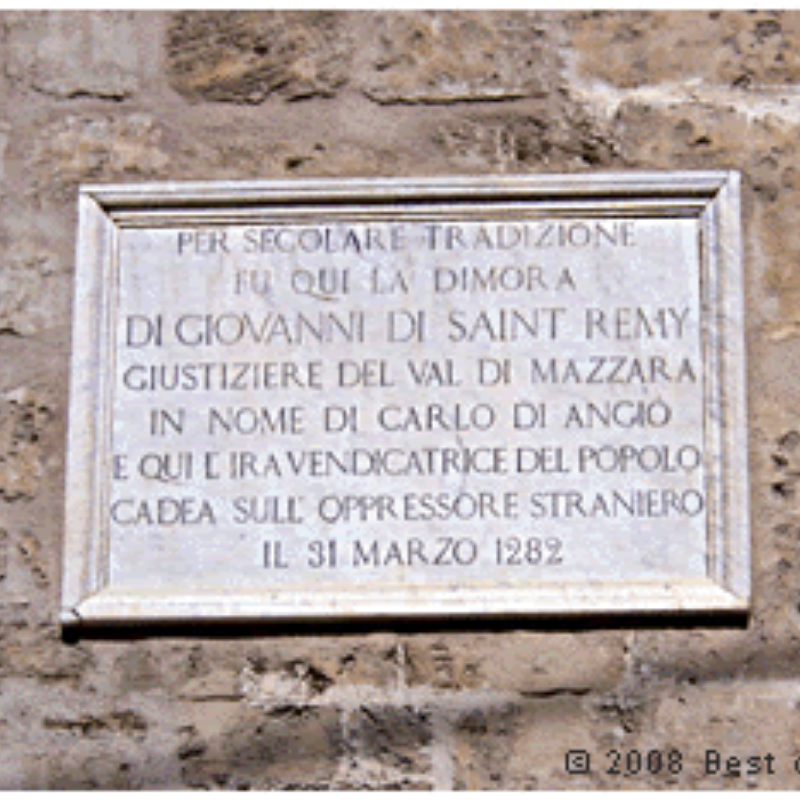 PER SECOLARE TRADIZIONE
FU QUI LA DIMORA
DI GIOVANNI DI SAINT REMY
GIUSTIZIERE DEL VAL DI MAZZARA
IN NOME DI CARLO DI ANGIÒ
E QUI L'IRA VENDICATRICE DEL POPOLO
CADEA SULL' OPPRESSORE STRANIERO
IL 31 MARZO 1282
© 2008 Best